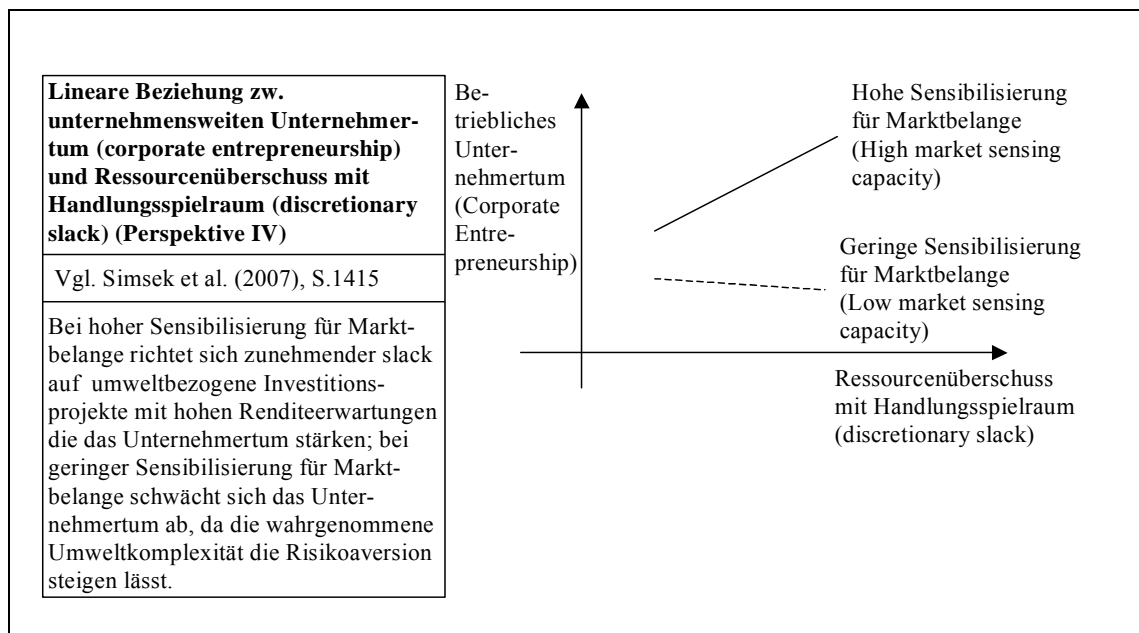 Lineare Beziehung zw.
unternehmensweiten Unternehmer-
tum (corporate entrepreneurship)
und Ressourcenüberschuss mit
Handlungsspielraum (discretionary
slack) (Perspektive IV)
Vgl. Simsek et al. (2007), S.1415
Bei hoher Sensibilisierung für Markt-
belange richtet sich zunehmender slack
auf umweltbezogene Investitions-
projekte mit hohen Renditeerwartungen
die das Unternehmertum stärken; bei
geringer Sensibilisierung für Markt-
belange schwächt sich das Unter-
nehmertum ab, da die wahrgenommene
Umweltkomplexität die Risikoaversion
steigen lässt.
Be-
triebliches
Unter-
nehmertum
(Corporate
Entre-
preneurship)
Hohe Sensibilisierung
für Marktbelange
(High market sensing
capacity)
Geringe Sensibilisierung
für Marktbelange
(Low market sensing
capacity)
Ressourcenüberschuss
mit Handlungsspielraum
(discretionary slack)